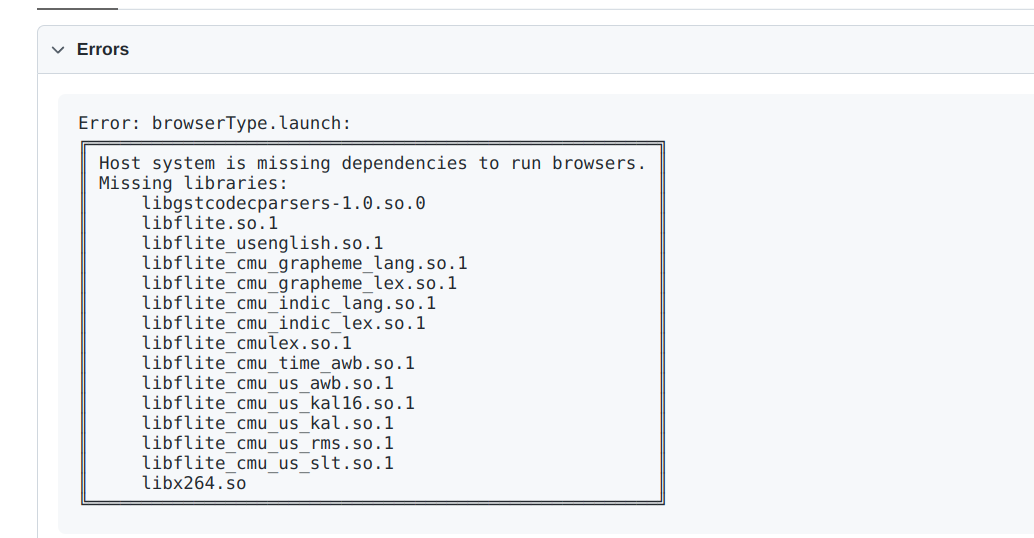 Errors
Error: browserType.launch:
Host system is missing dependencies to run browsers.
Missing libraries:
libgstcodecparsers-1.0.so.0
libflite.so.1
libflite_usenglish.so.1
libflite_cmu_grapheme_lang.so.1
libflite_cmu_grapheme_lex.so.1
libflite_cmu_indic_lang.so.1
libflite_cmu_indic_lex.so.1
libflite_cmulex.so.1
libflite_cmu_time_awb.so.1
libflite_cmu_us_awb.so.1
libflite_cmu_us_kal16.so.1
libflite_cmu_us_kal.so.1
libflite_cmu_us_rms.so.1
libflite_cmu_us_slt.so.1
libx264.so